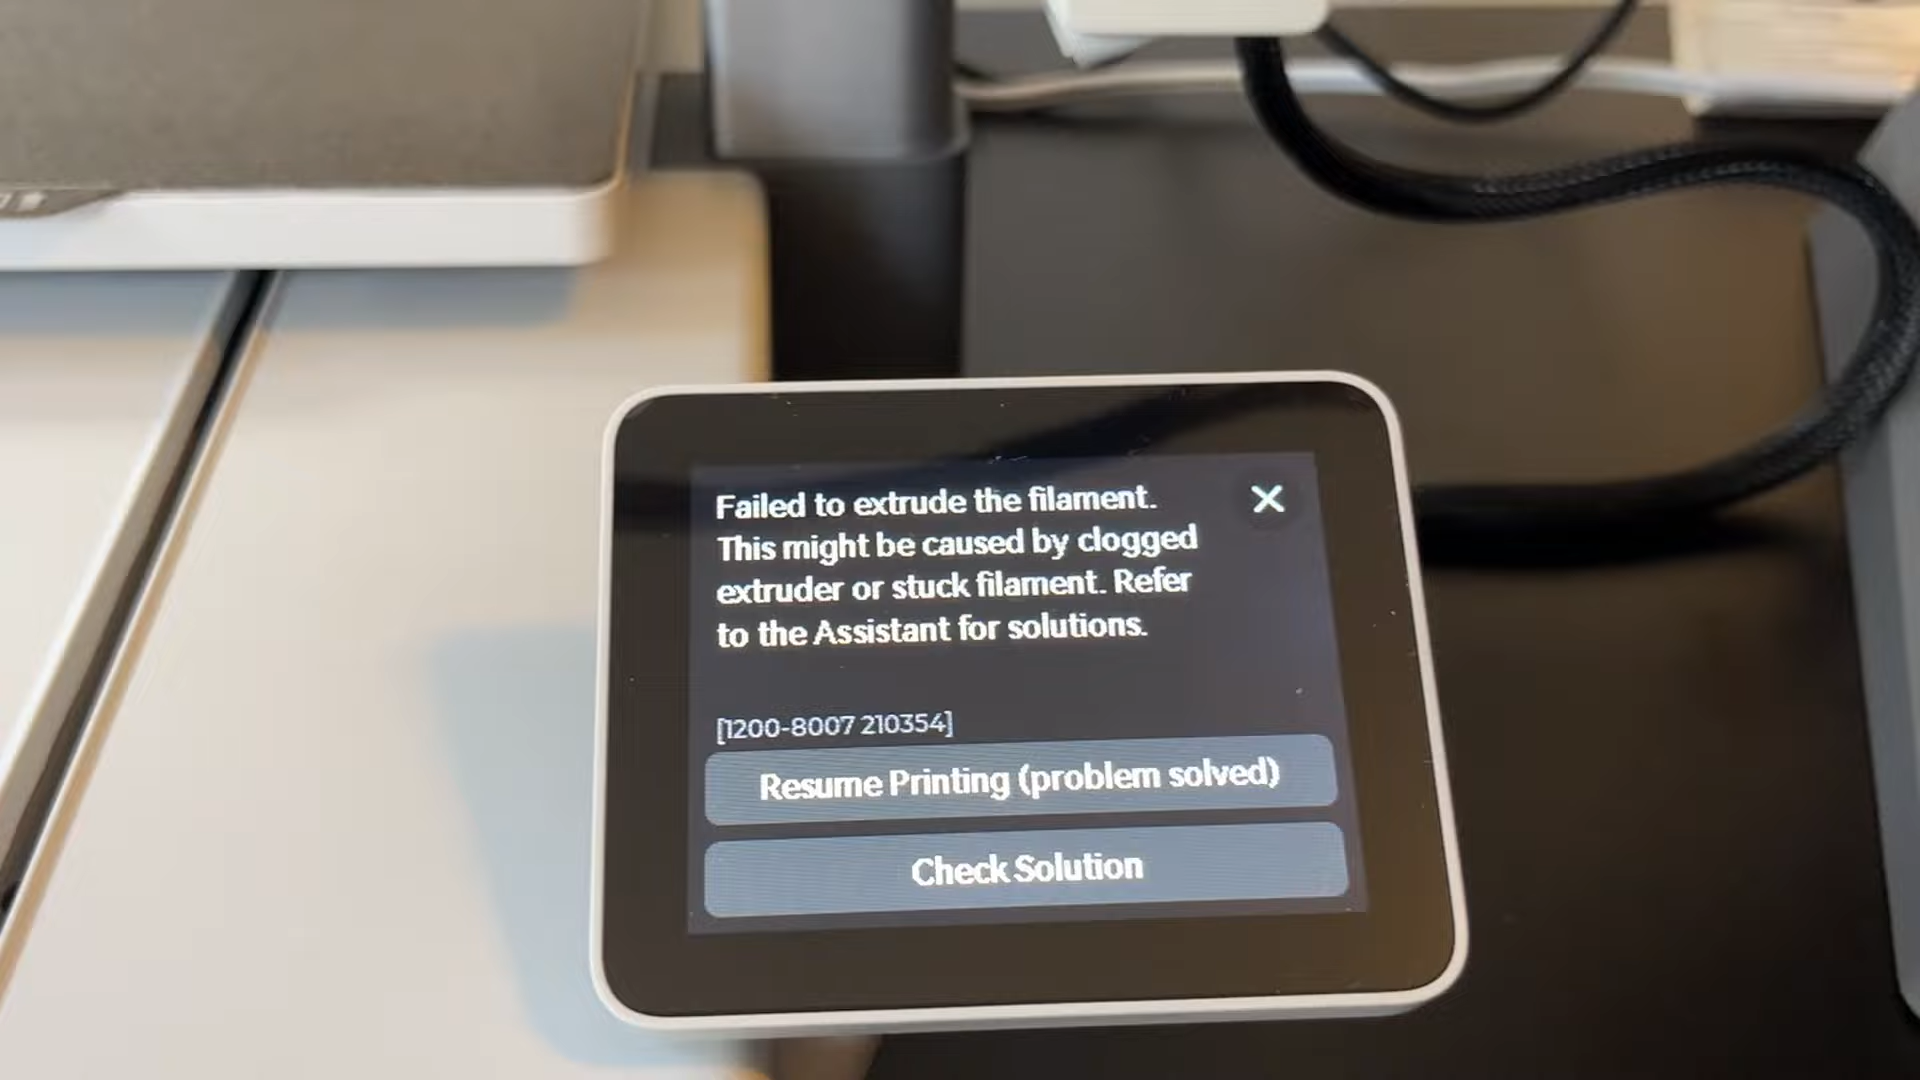 Failed to extrude the filament.
This might be caused by clogged
extruder or stuck filament. Refer
to the Assistant for solutions.
[1200-8007 210354]
Resume Printing (problem solved)
Check Solution